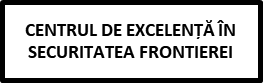 CENTRUL DE EXCELENȚĂ ÎN
SECURITATEA FRONTIEREI